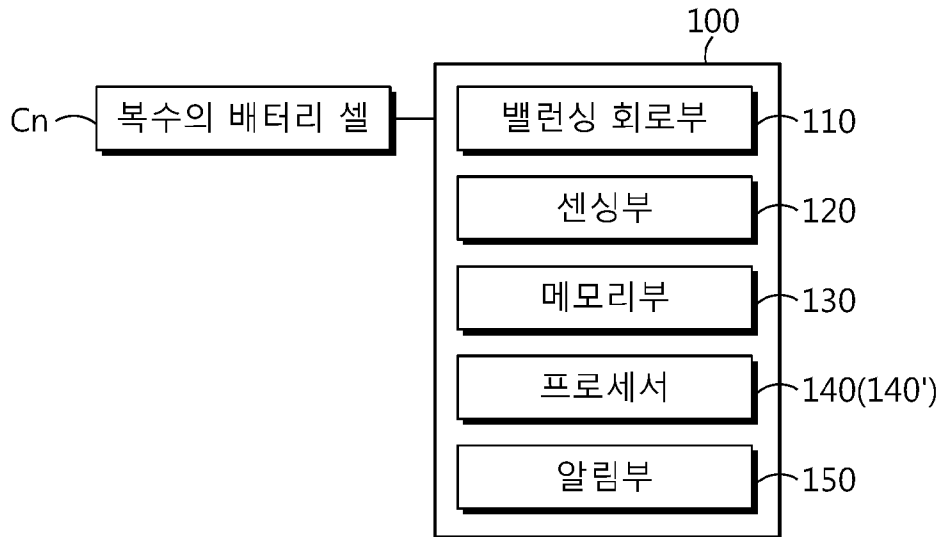 100
Cn
복수의 배터리 셀
밸런싱 회로부
110
센싱부
120
메모리부
130
프로세서
140(140')
알림부
150